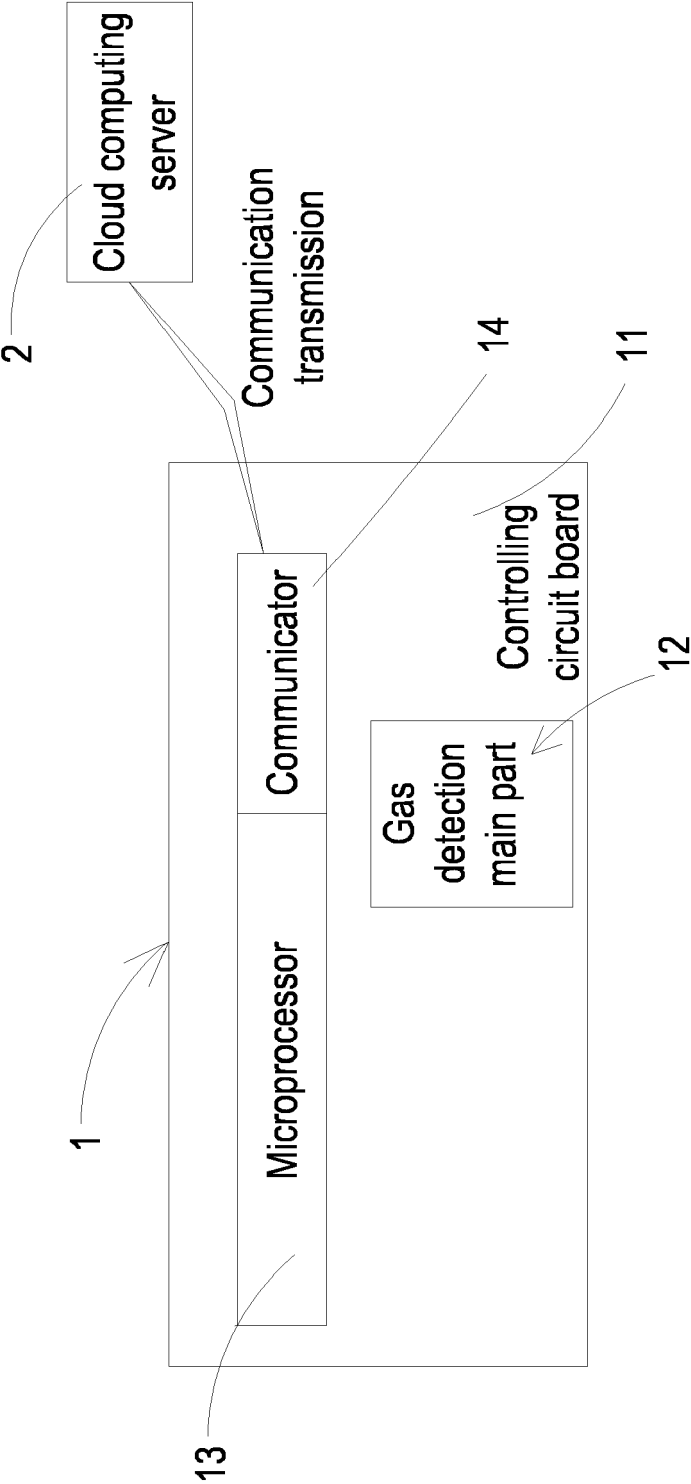 1
2
Cloud computing
server
Communication
transmission
13
Microprocessor
Communicator
14
Gas
detection
main part
12
Controlling
circuit board
11